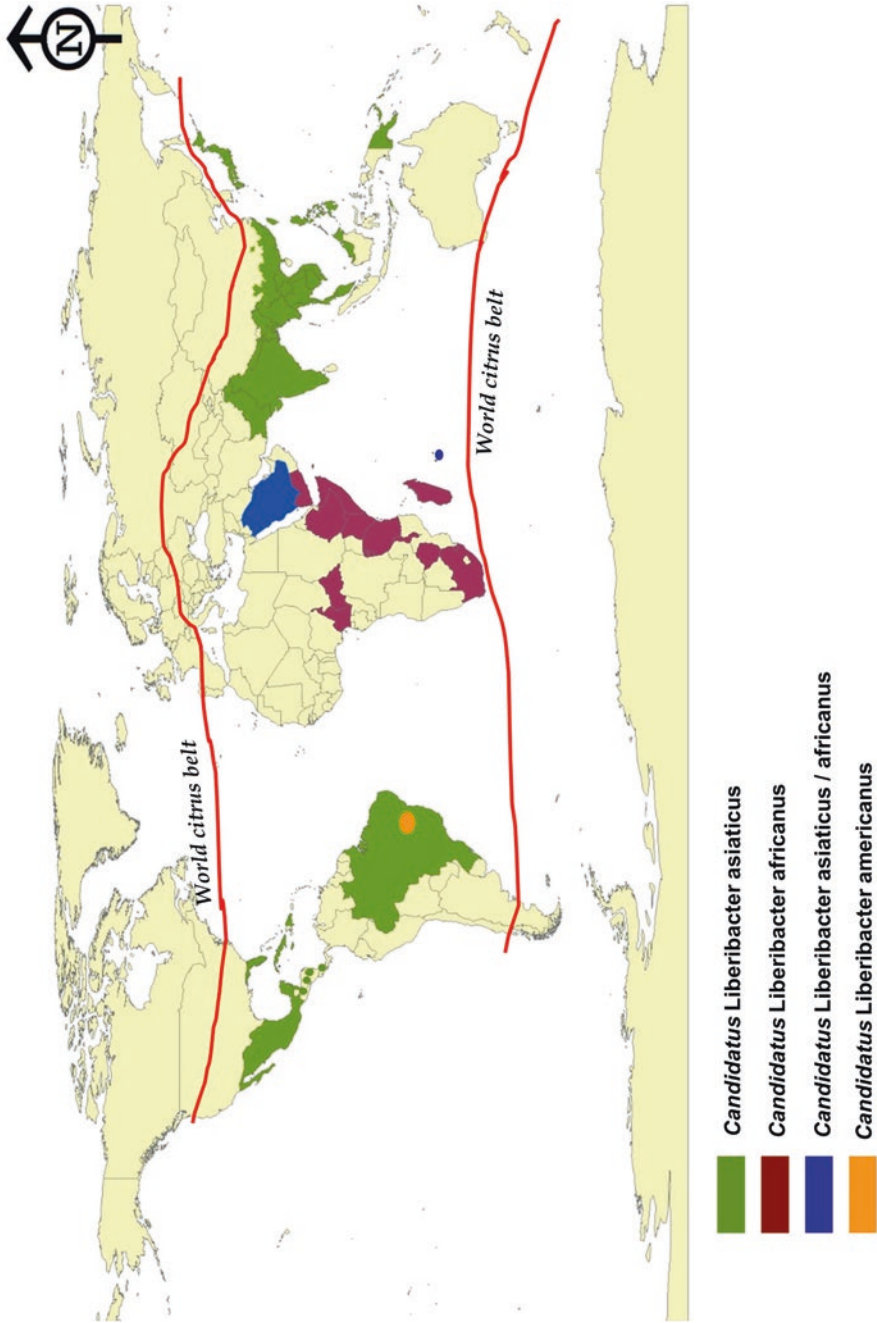 N
World citrus belt
World citrus belt
Candidatus Liberibacter asiaticus
Candidatus Liberibacter africanus
Candidatus Liberibacter asiaticus / africanus
Candidatus Liberibacter americanus